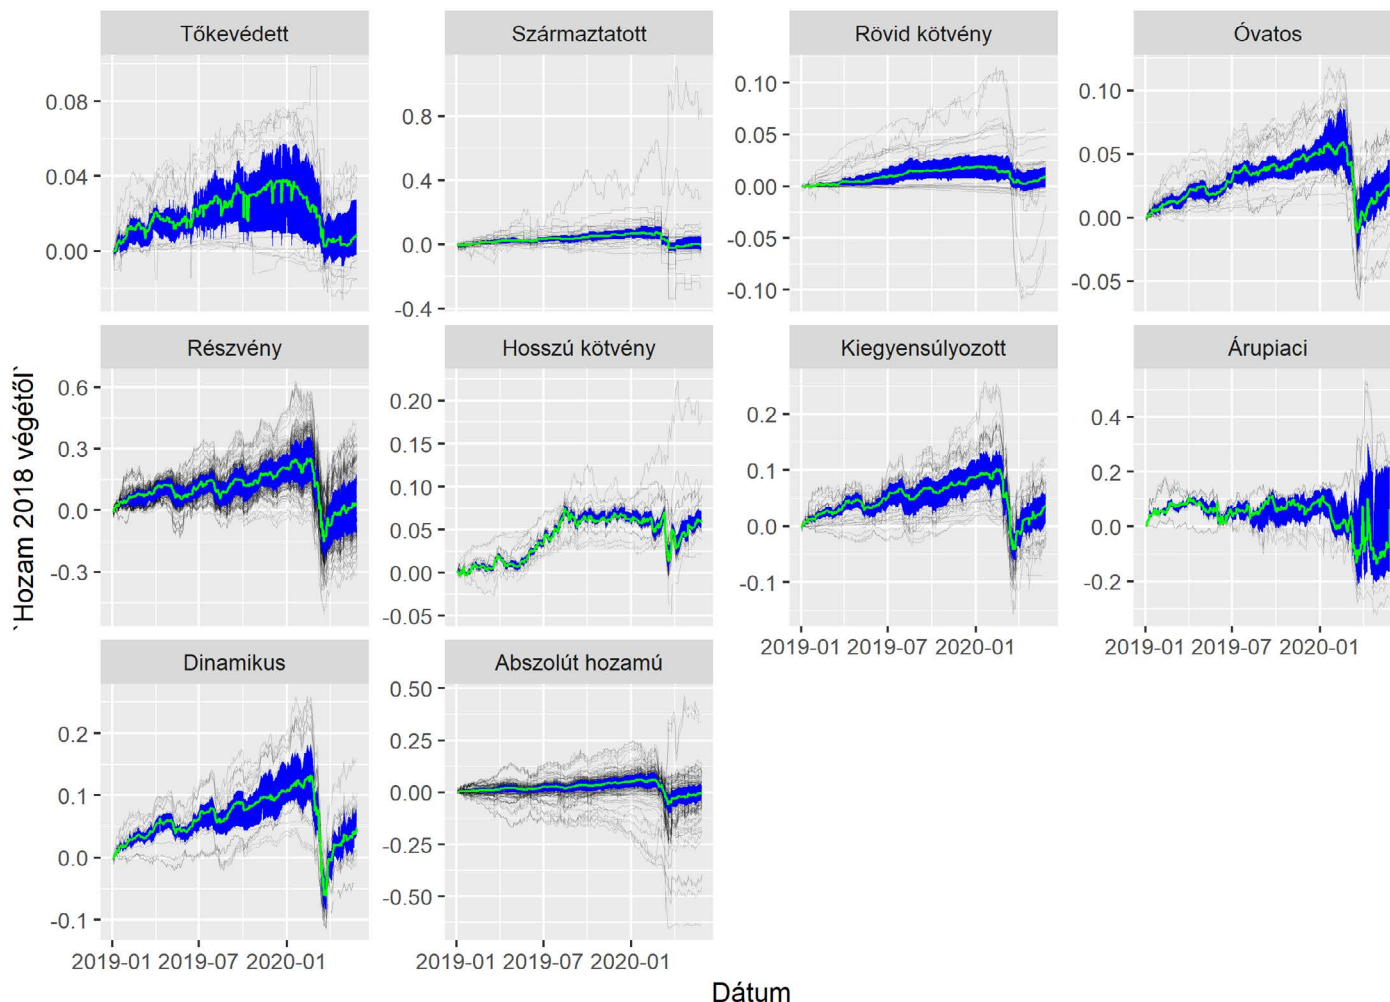 Tőkevédett
Származtatott
Rövid kötvény
Óvatos
0.08
0.04
0.00
0.8
0.4
0.0
-0.4
0.10
0.05
0.00
-0.05
-0.10
0.10
0.05
0.00
-0.05
Részvény
Hosszú kötvény
Kiegyensúlyozott
Árupiaci
0.6
0.3
0.0
-0.3
0.20
0.15
0.10
0.05
0.00
-0.05
0.2
0.1
0.0
-0.1
0.4
0.2
0.0
-0.2
2019-01 2019-07 2020-01
2019-01 2019-07 2020-01
Dinamikus
Abszolút hozamú
0.2
0.1
0.0
-0.1
0.50
0.25
0.00
-0.25
-0.50
2019-01 2019-07 2020-01
2019-01 2019-07 2020-01
`Hozam 2018 végétől`
Dátum